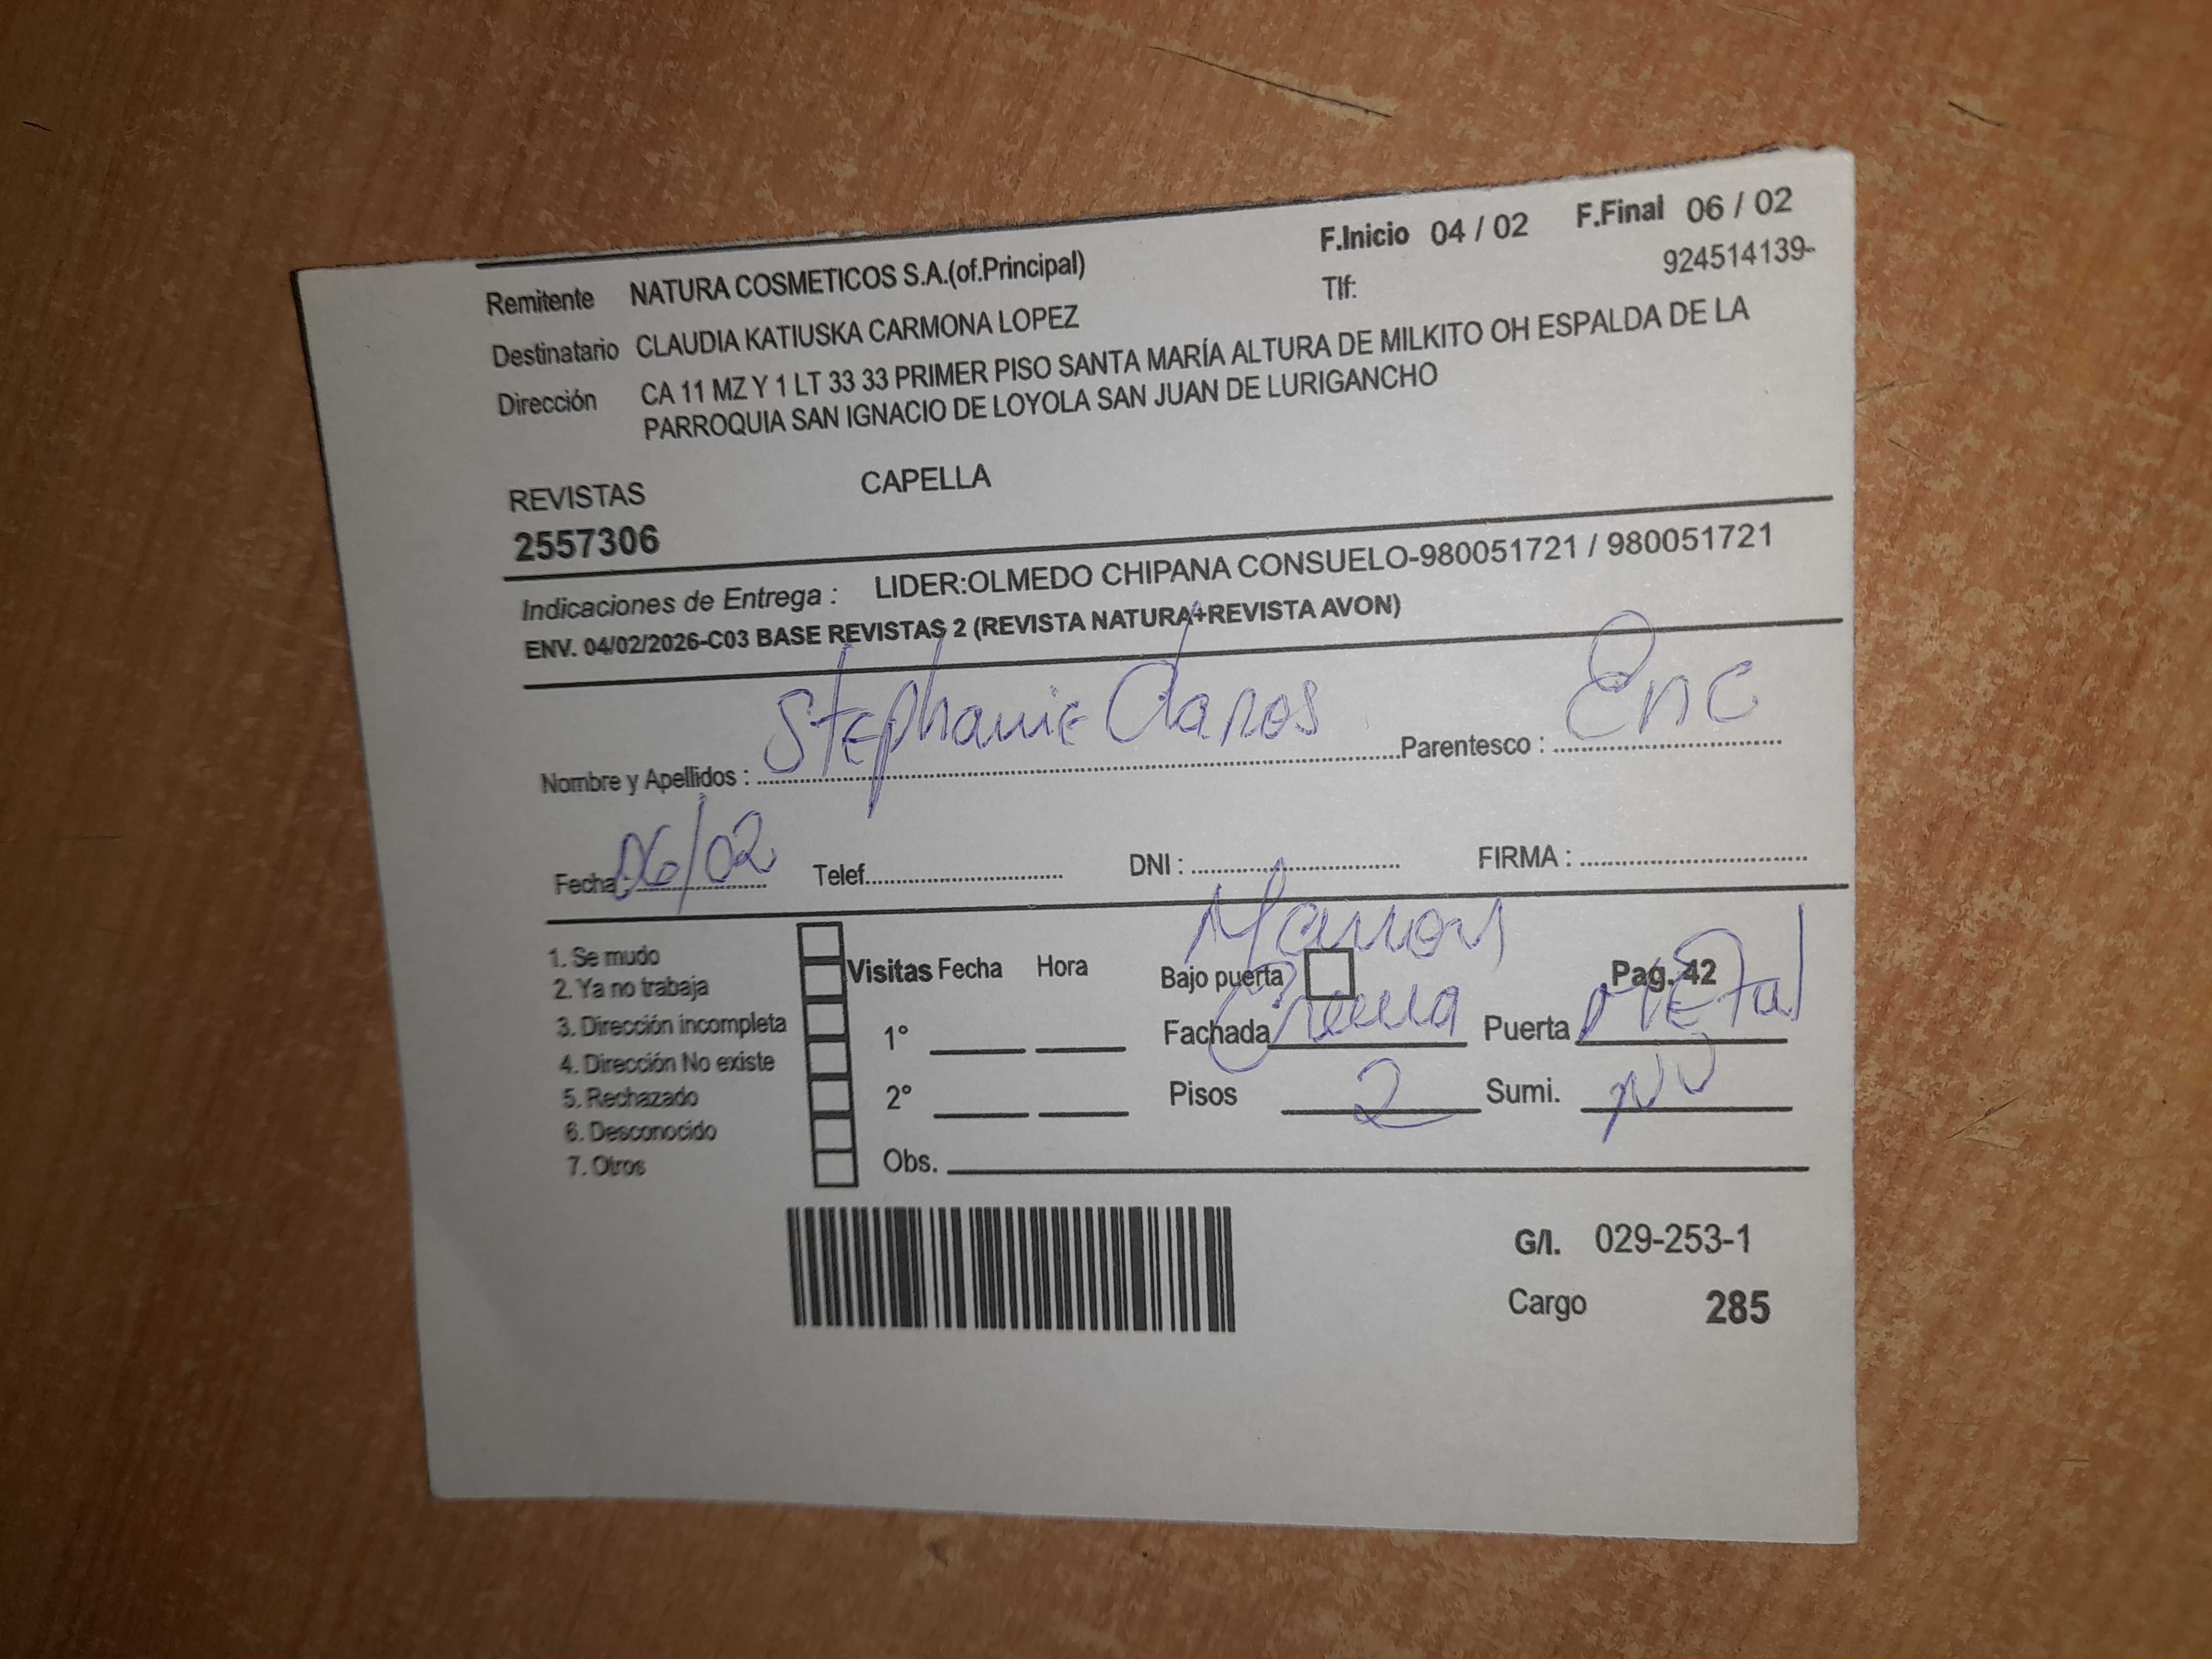 F.Inicio 04 / 02 F.Final 06 / 02
Remitente NATURA COSMETICOS S.A.(of.Principal) Tlf: 924514139-
Destinatario CLAUDIA KATIUSKA CARMONA LOPEZ
Dirección CA 11 MZ Y 1 LT 33 33 PRIMER PISO SANTA MARÍA ALTURA DE MILKITO OH ESPALDA DE LA
PARROQUIA SAN IGNACIO DE LOYOLA SAN JUAN DE LURIGANCHO
REVISTAS CAPELLA
2557306
Indicaciones de Entrega : LIDER:OLMEDO CHIPANA CONSUELO-980051721 / 980051721
ENV. 04/02/2026-C03 BASE REVISTAS 2 (REVISTA NATURA+REVISTA AVON)
Nombre y Apellidos : Stephanie Claros Parentesco : Enc
Fecha : 06/02 Telef. DNI : FIRMA :
Marron
1. Se mudo
2. Ya no trabaja
3. Dirección incompleta
4. Dirección No existe
5. Rechazado
6. Desconocido
7. Otros
Visitas Fecha Hora Bajo puerta Pag. 42
1° Fachada Crema Puerta Metal
2° Pisos 2 Sumi.
Obs.
G/I. 029-253-1
Cargo 285